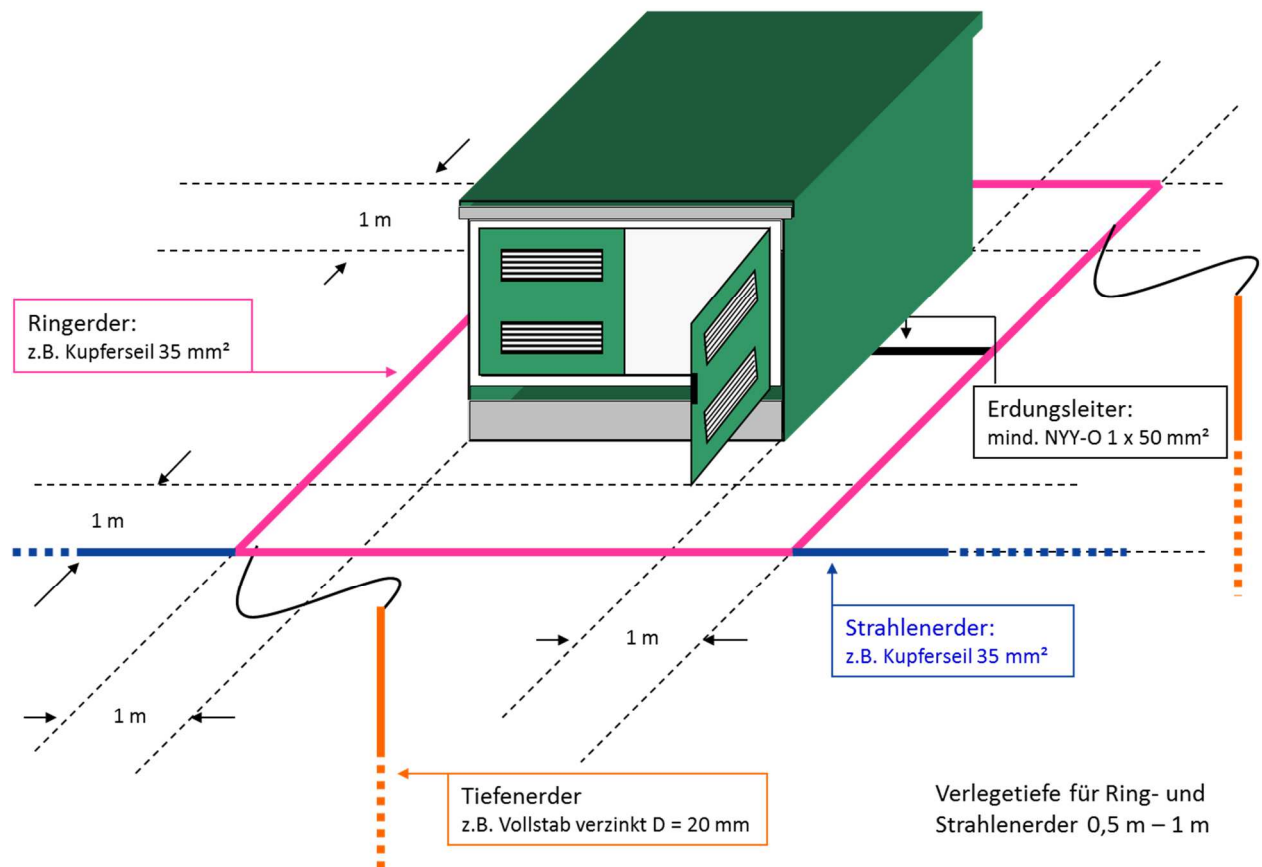 1 m
Ringerder:
z.B. Kupferseil 35 mm²
Erdungsleiter:
mind. NYY-O 1 x 50 mm²
1 m
Strahlenerder:
z.B. Kupferseil 35 mm²
1 m
1 m
Tiefenerder
z.B. Vollstab verzinkt D = 20 mm
Verlegetiefe für Ring- und
Strahlenerder 0,5 m – 1 m